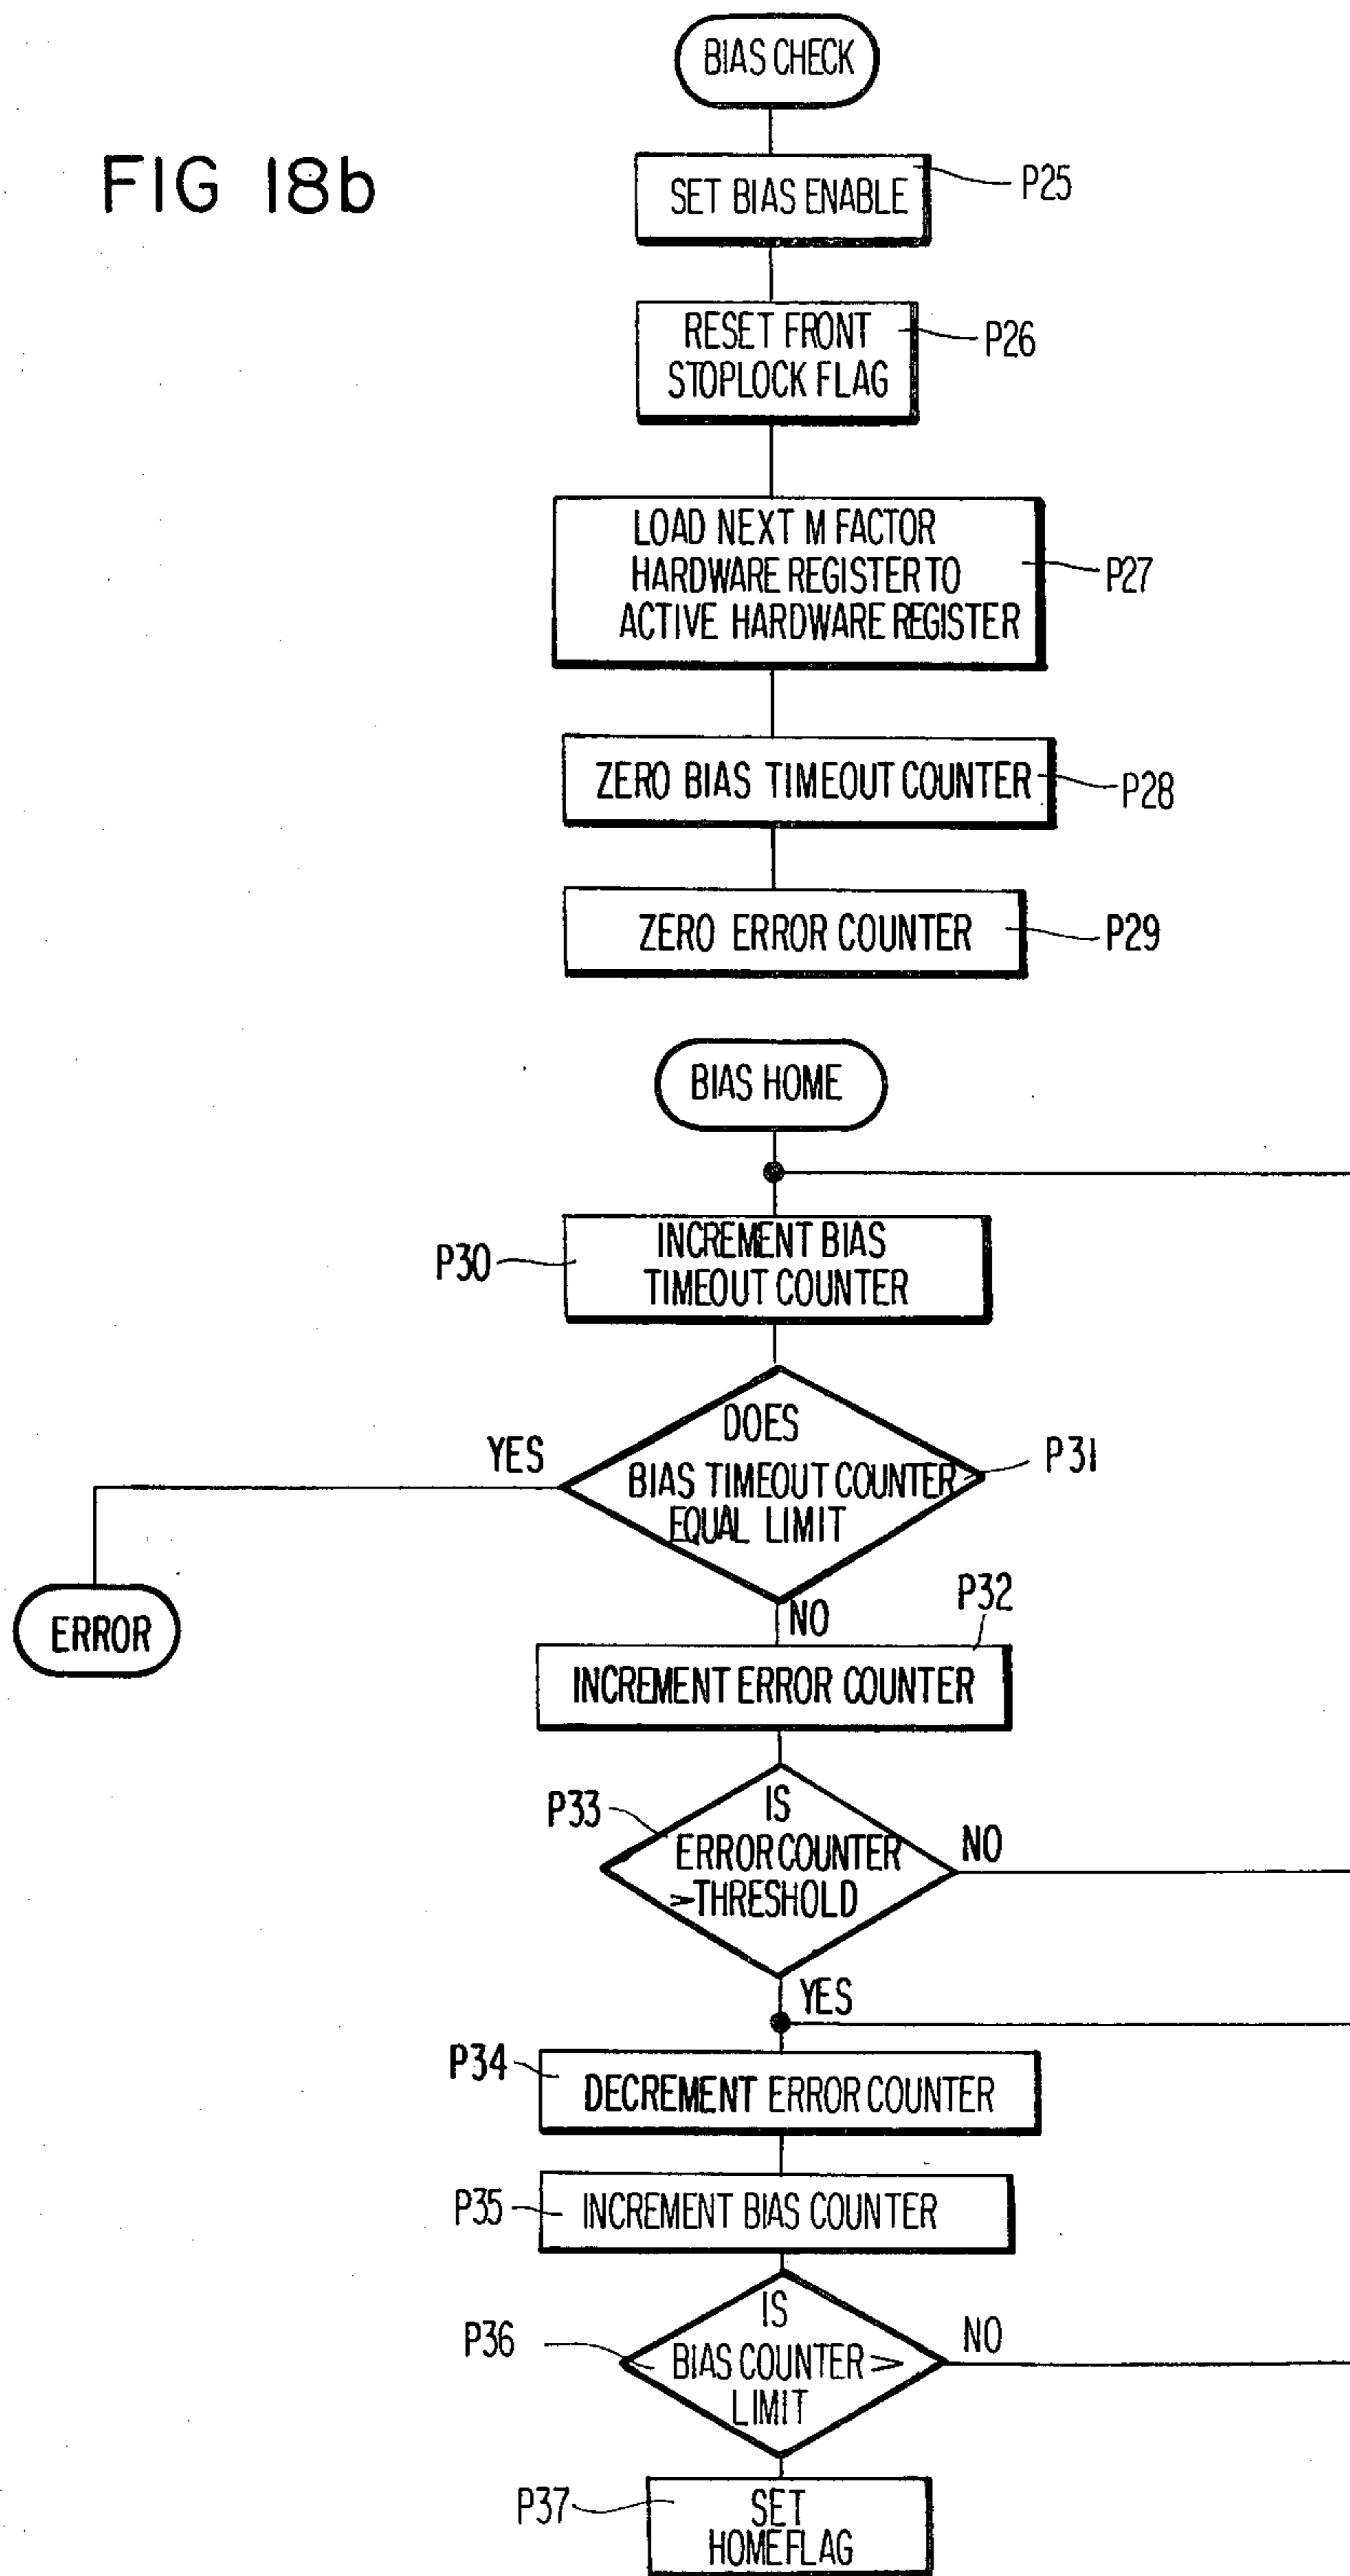 BIAS CHECK
FIG 18b
SET BIAS ENABLE
P25
RESET FRONT
STOPLOCK FLAG
P26
LOAD NEXT M FACTOR
HARDWARE REGISTER TO
ACTIVE HARDWARE REGISTER
P27
ZERO BIAS TIMEOUT COUNTER
P28
ZERO ERROR COUNTER
P29
BIAS HOME
P30
INCREMENT BIAS
TIMEOUT COUNTER
YES
DOES
BIAS TIMEOUT COUNTER
EQUAL LIMIT
P31
ERROR
NO
P32
INCREMENT ERROR COUNTER
P33
IS
ERROR COUNTER
>THRESHOLD
NO
YES
P34
DECREMENT ERROR COUNTER
P35
INCREMENT BIAS COUNTER
P36
IS
BIAS COUNTER >
LIMIT
NO
P37
SET
HOMEFLAG